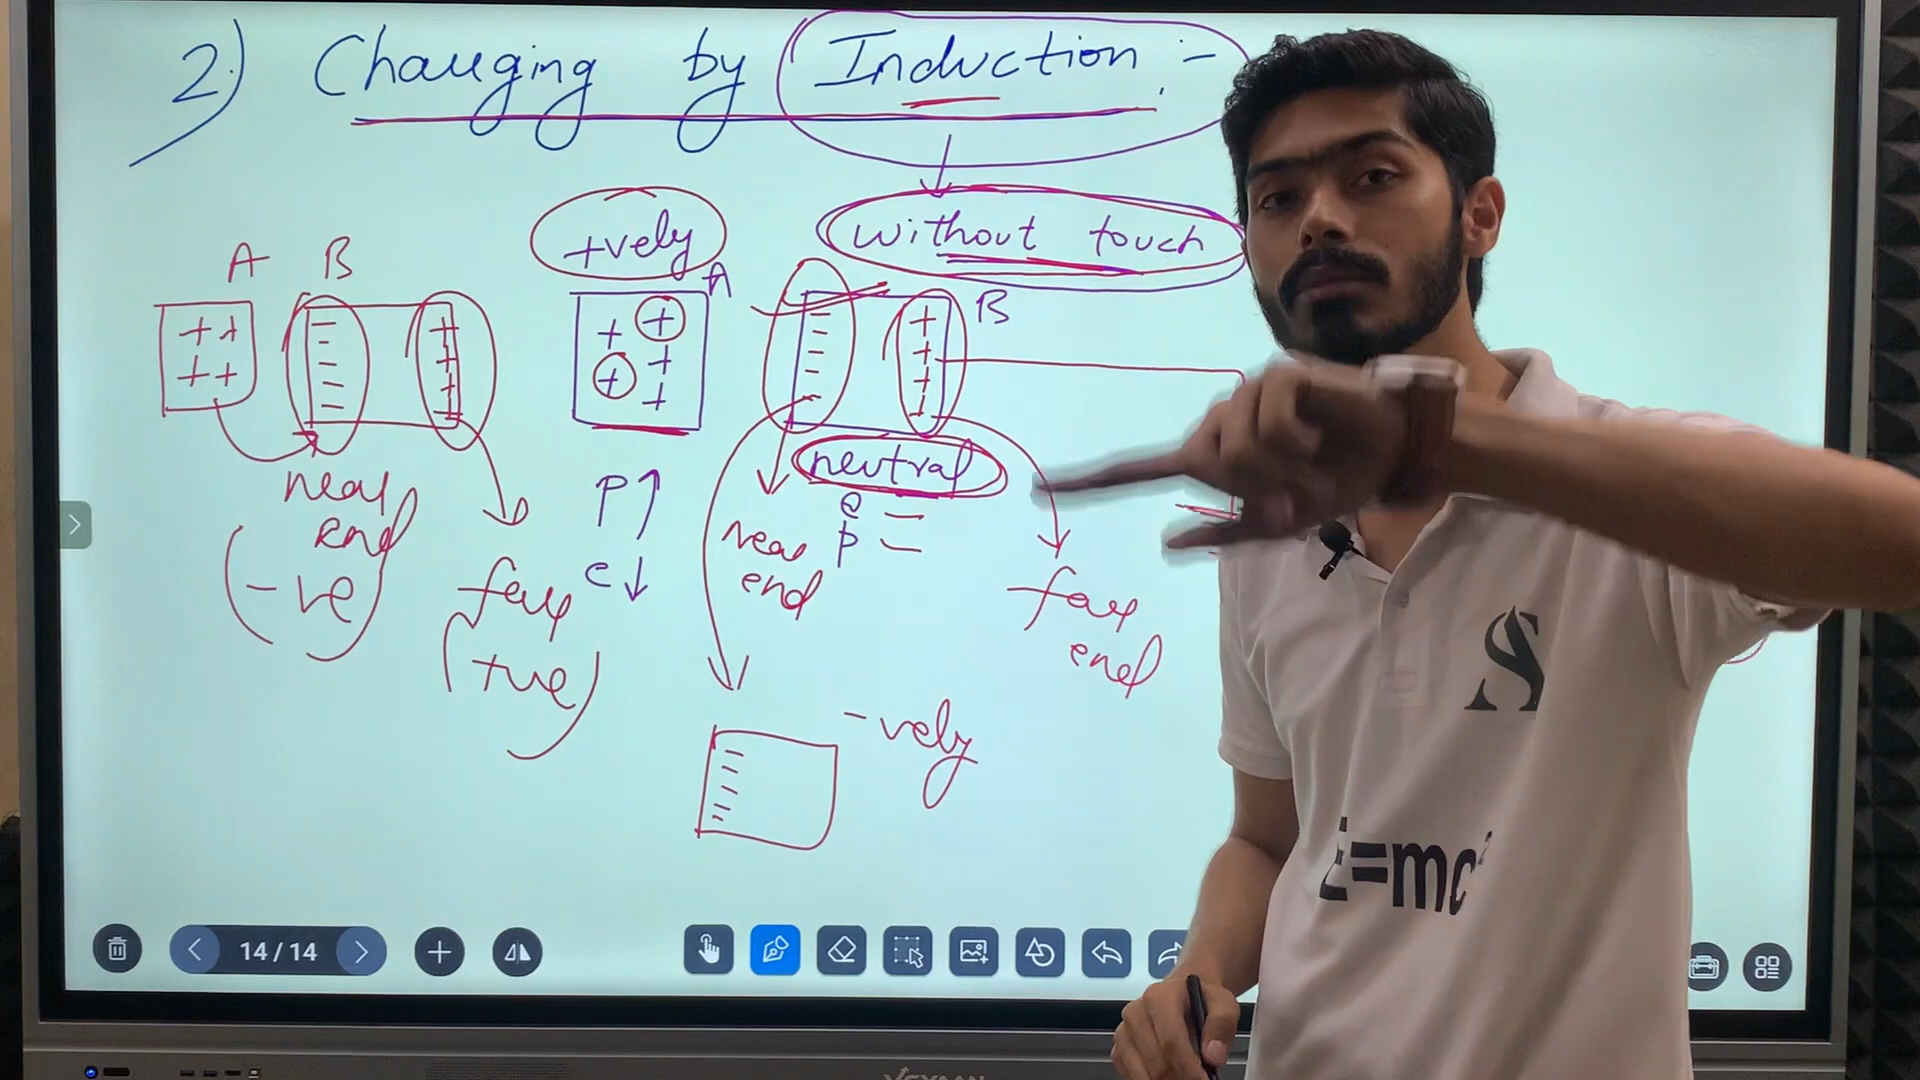 2.) Charging by Induction :-
without touch
+vely
A B
A
B
++
++
-
-
-
-
-
+
+
+
+
+ +
+ +
+
-
-
-
-
-
+
+
+
+
near
end
(-ve)
far
(+ve)
P↑
e↓
neutral
e =
p =
near
end
far
end
-vely
-
-
-
-
-
14/14
S
E=mc²